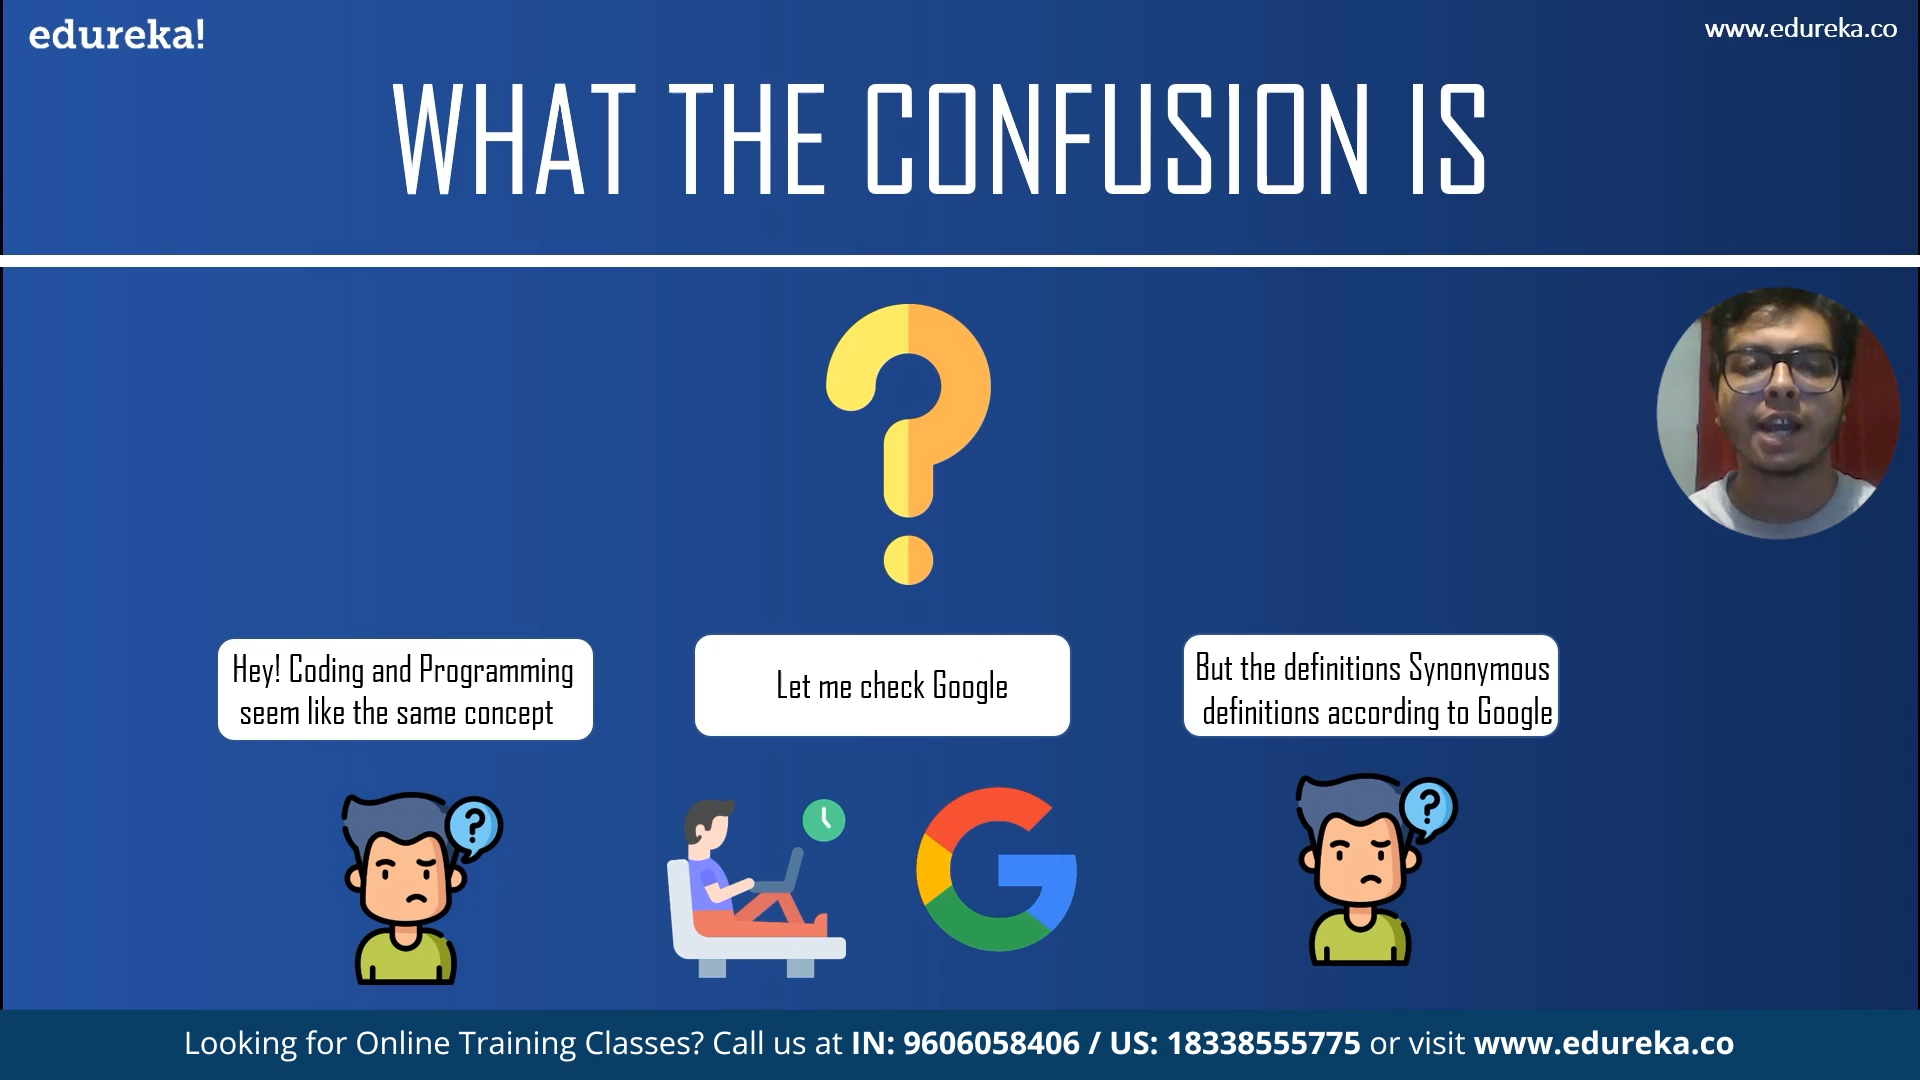 edureka!
www.edureka.co
WHAT THE CONFUSION IS
?
Hey! Coding and Programming
seem like the same concept
Let me check Google
But the definitions Synonymous
definitions according to Google
?
G
?
Looking for Online Training Classes? Call us at IN: 9606058406 / US: 18338555775 or visit www.edureka.co